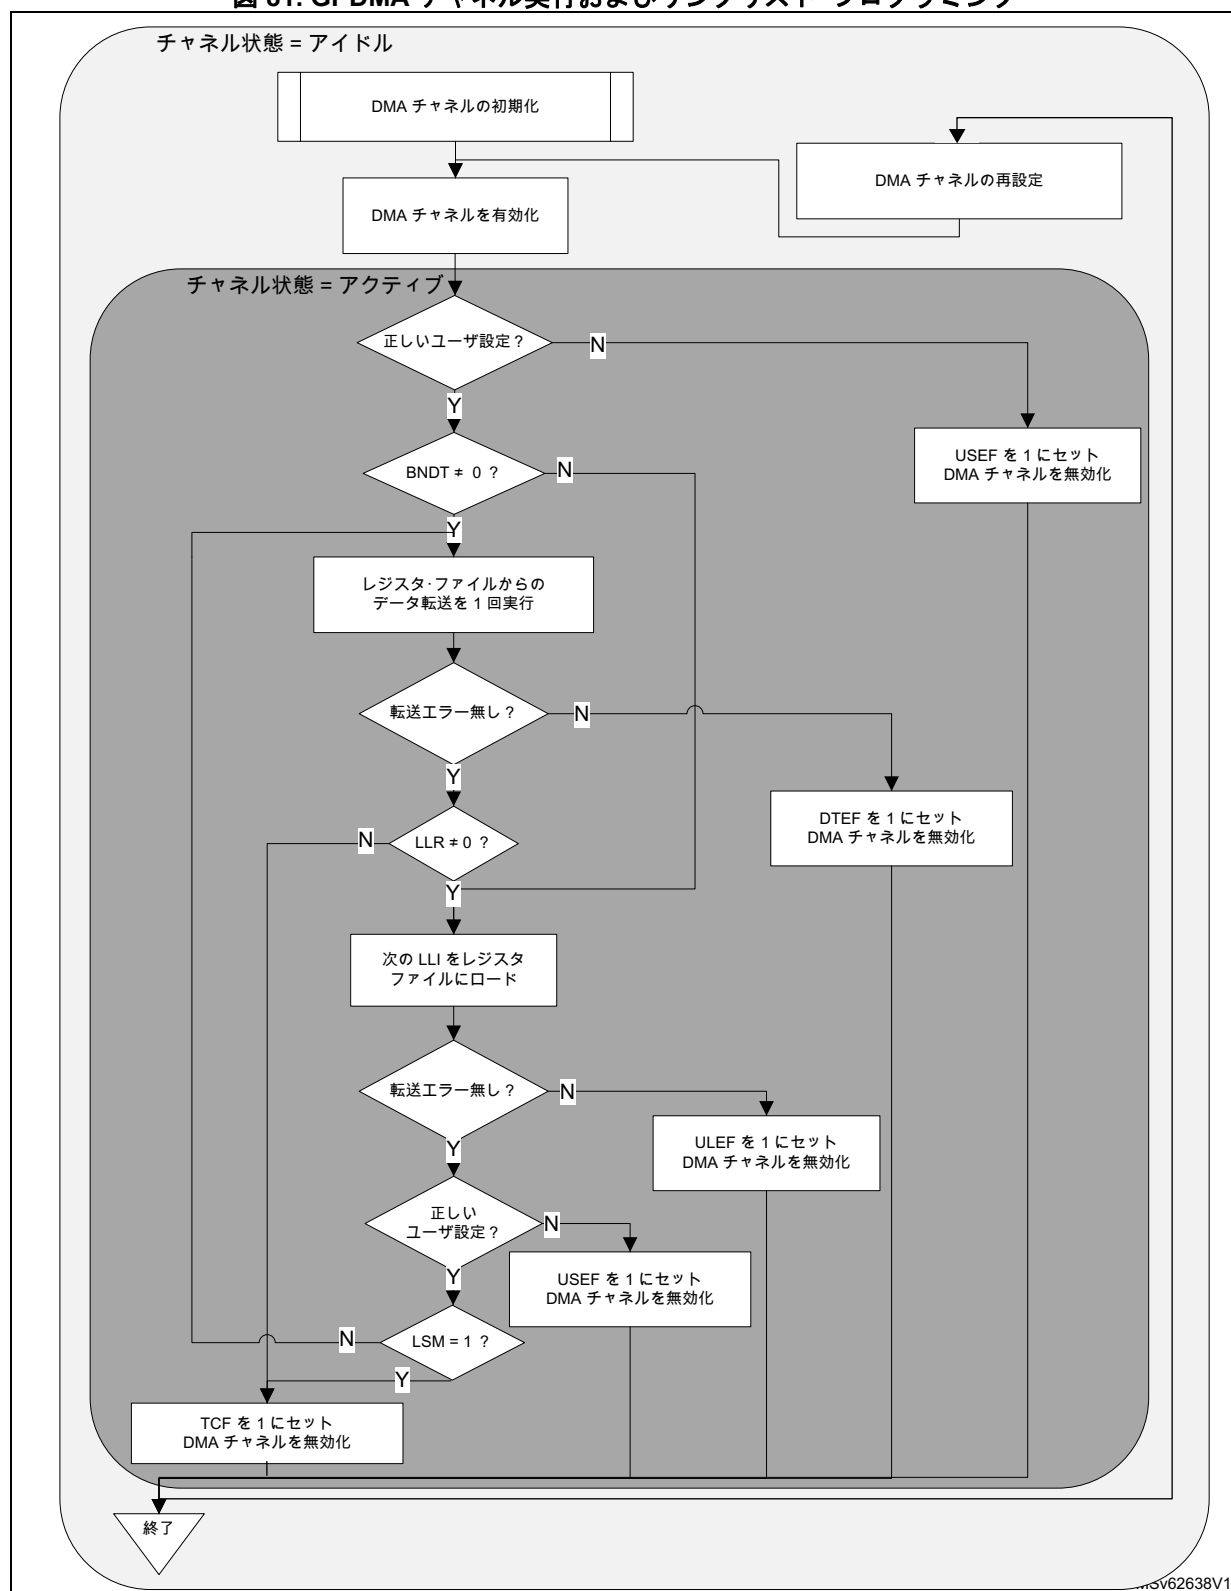 チャネル状態 = アイドル
DMA チャネルの初期化
DMA チャネルの再設定
DMA チャネルを有効化
チャネル状態 = アクティブ
正しいユーザ設定?
N
Y
USEF を 1 にセット
DMA チャネルを無効化
BNDT ≠ 0 ?
N
Y
レジスタ・ファイルからの
データ転送を 1 回実行
転送エラー無し?
N
Y
DTEF を 1 にセット
DMA チャネルを無効化
LLR ≠ 0 ?
N
Y
次の LLI をレジスタ
ファイルにロード
転送エラー無し?
N
Y
ULEF を 1 にセット
DMA チャネルを無効化
正しい
ユーザ設定?
N
Y
USEF を 1 にセット
DMA チャネルを無効化
LSM = 1 ?
N
Y
TCF を 1 にセット
DMA チャネルを無効化
終了